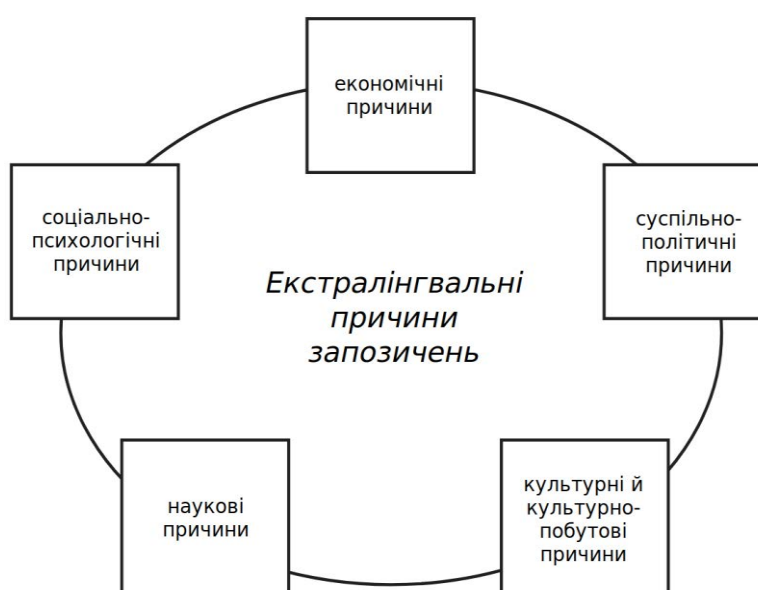 економічні
причини
соціально-
психологічні
причини
суспільно-
політичні
причини
Екстралінгвальні
причини
запозичень
наукові
причини
культурні й
культурно-
побутові
причини